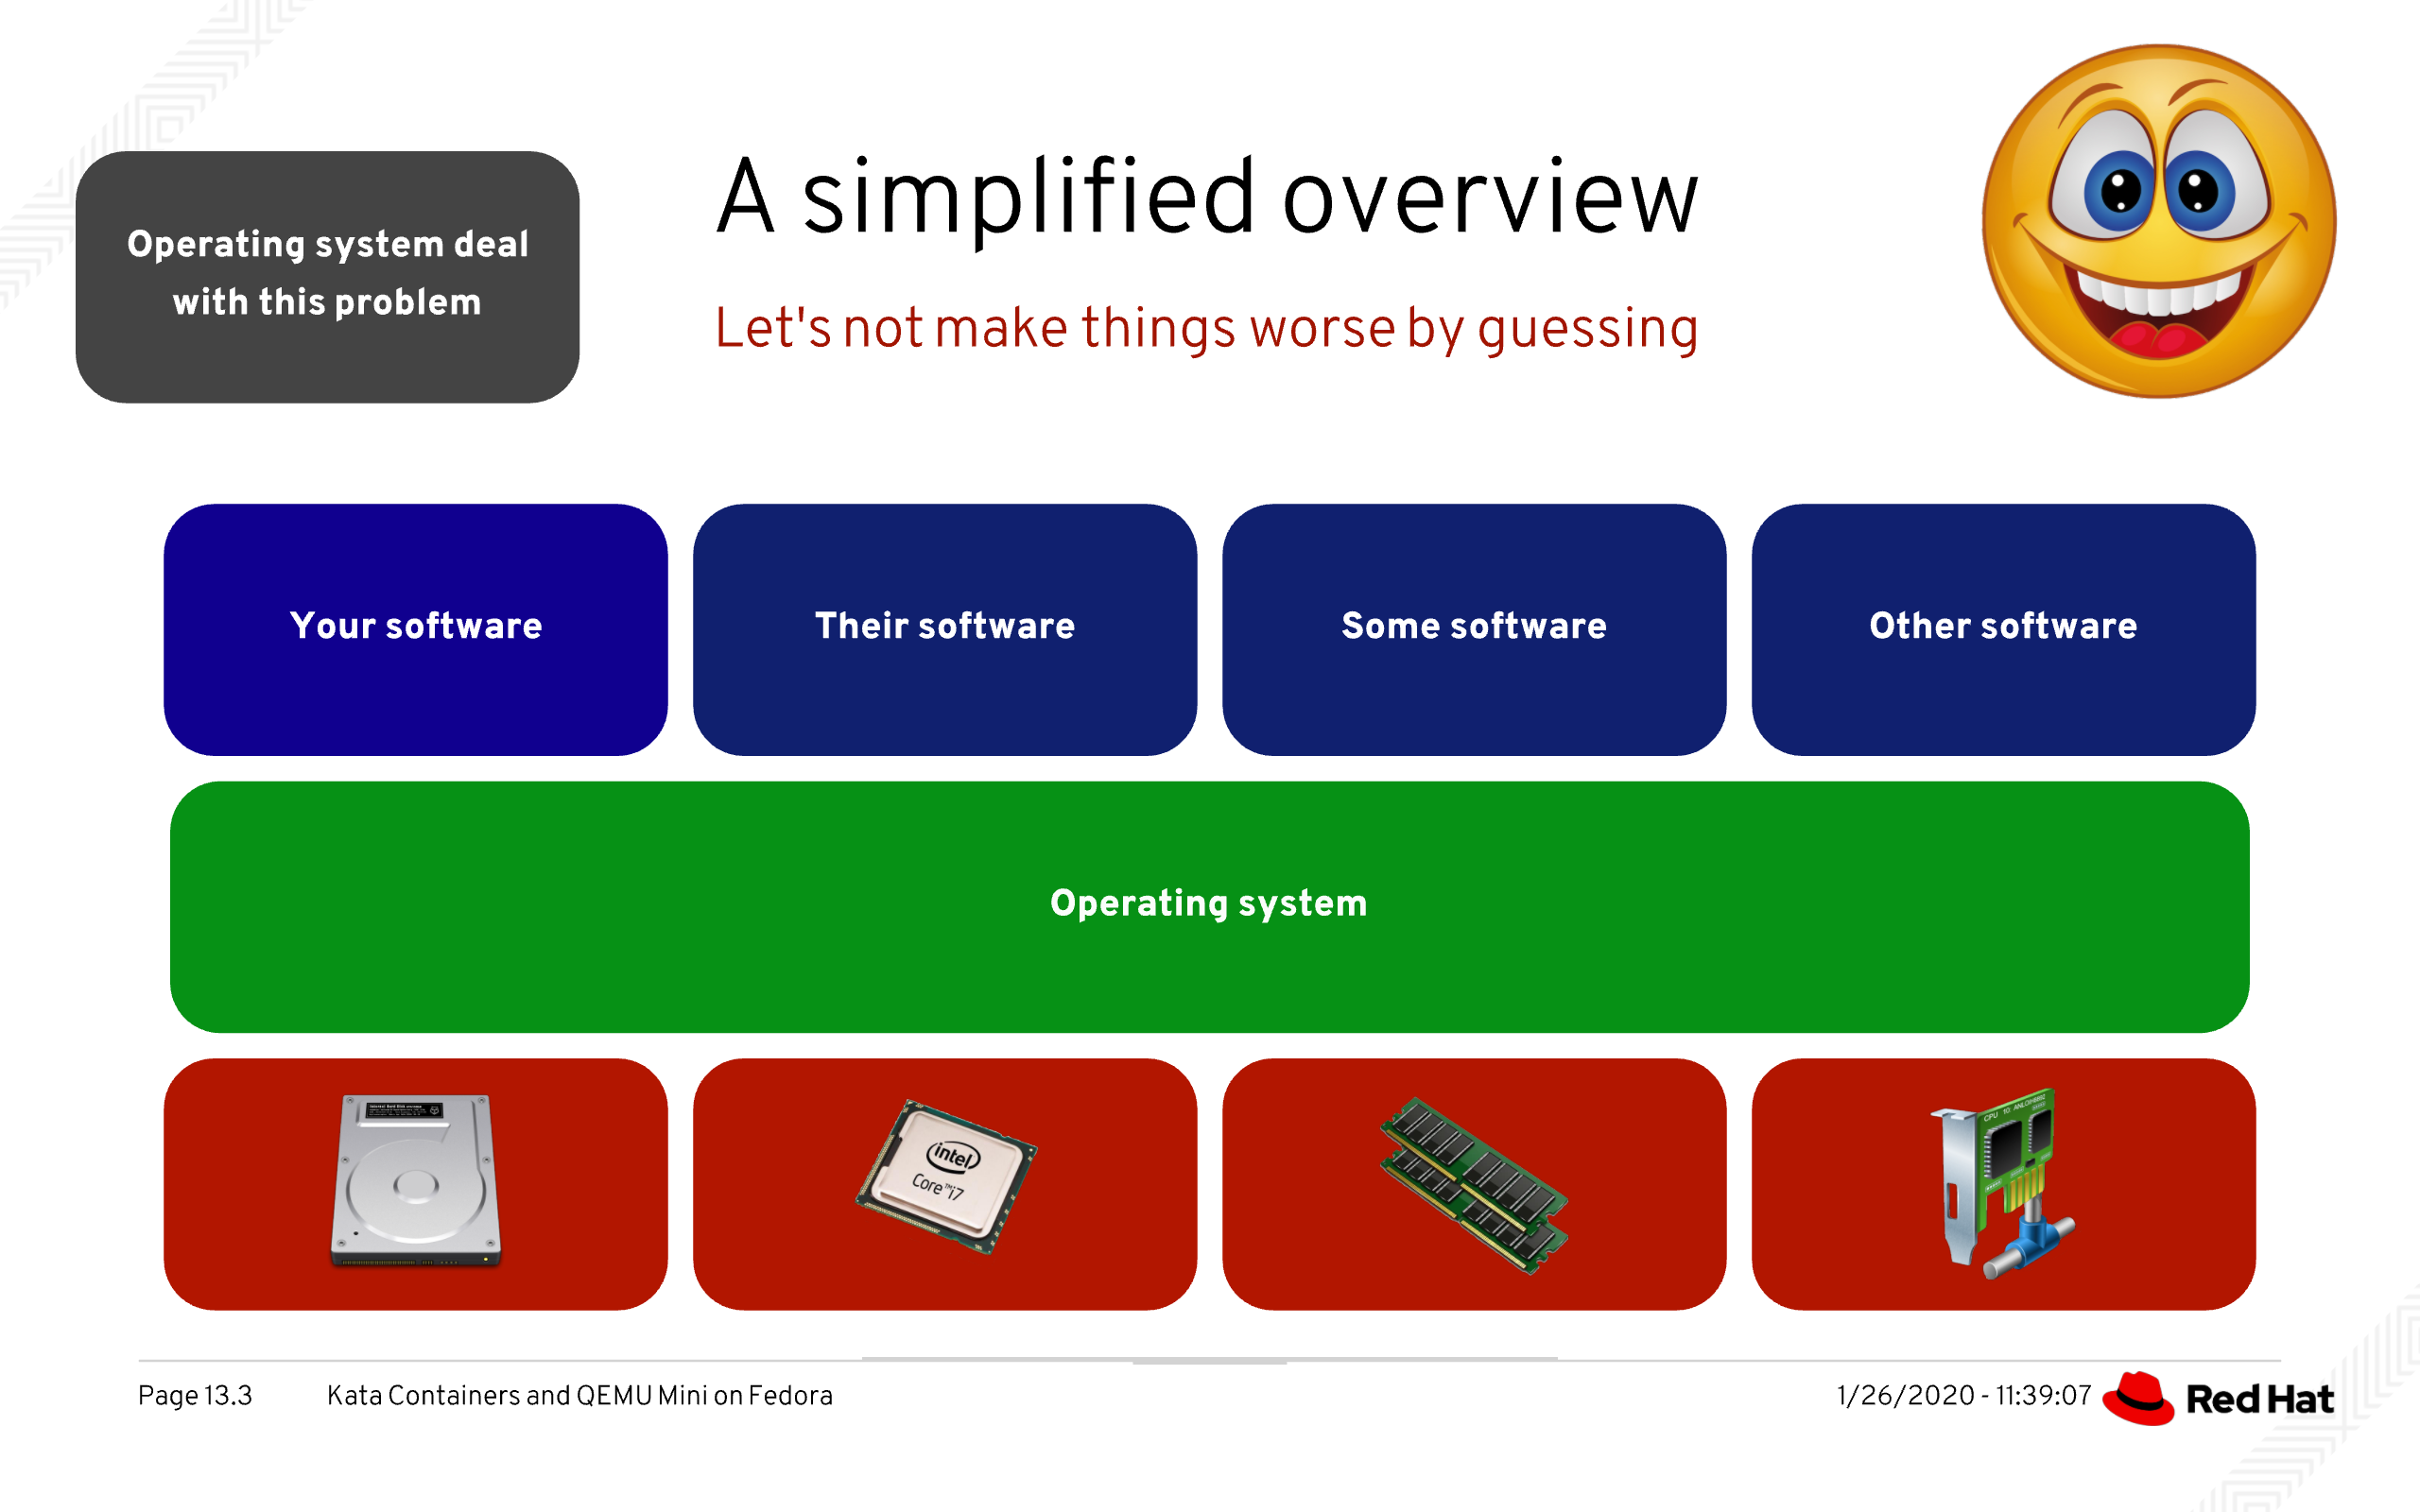 Operating system deal
with this problem
A simplified overview
Let's not make things worse by guessing
Your software
Their software
Some software
Other software
Operating system
intel
Core™i7
Page 13.3
Kata Containers and QEMU Mini on Fedora
1/26/2020 - 11:39:07
Red Hat